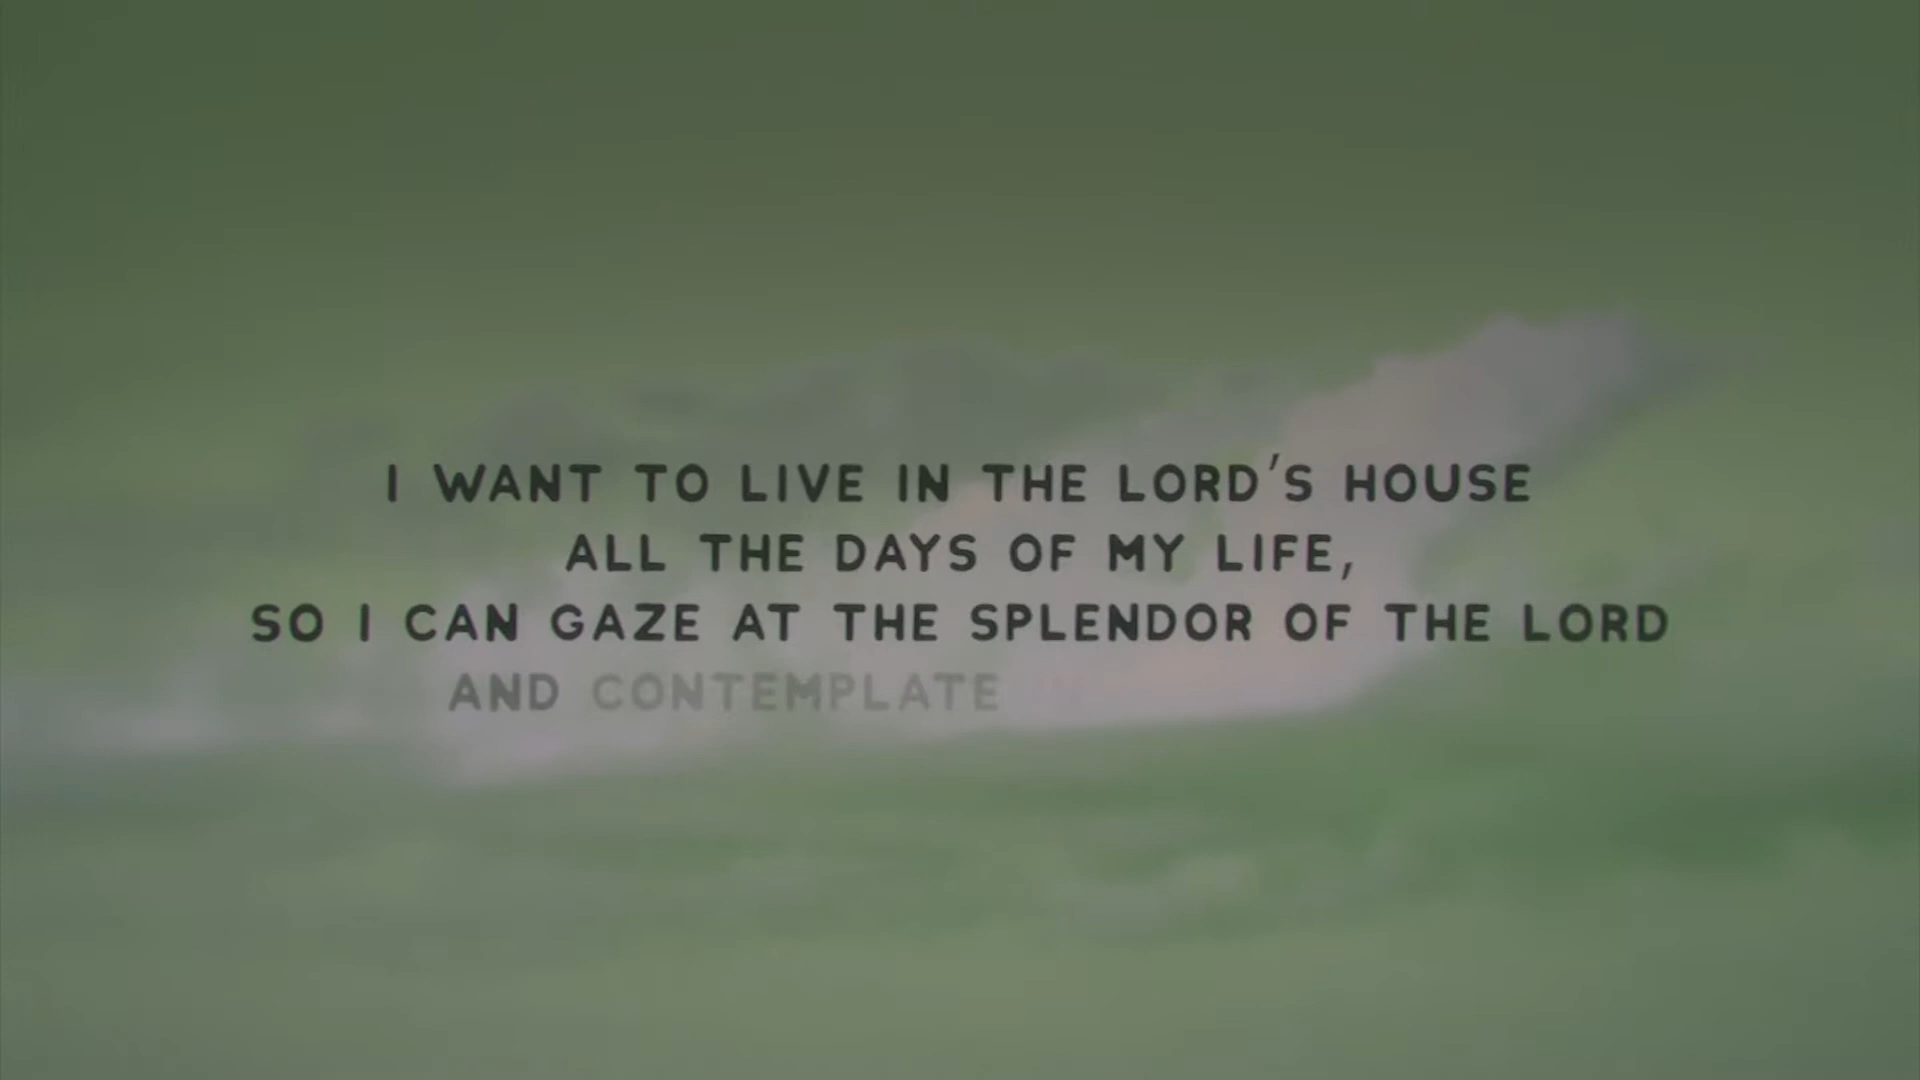 I WANT TO LIVE IN THE LORD'S HOUSE
ALL THE DAYS OF MY LIFE,
SO I CAN GAZE AT THE SPLENDOR OF THE LORD
AND CONTEMPLATE